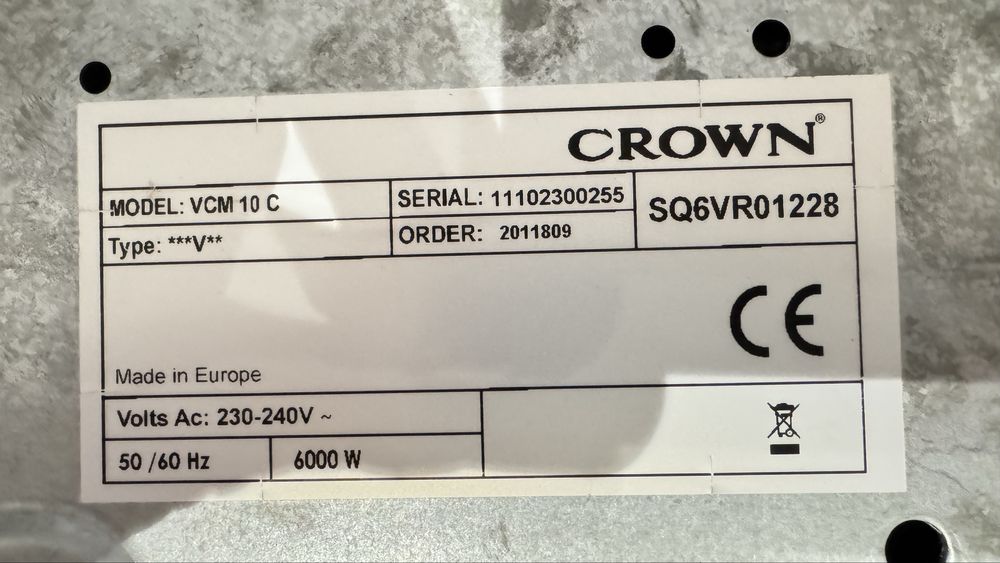 CROWN®
MODEL: VCM 10 C
SERIAL: 11102300255
SQ6VR01228
Type: ***V**
ORDER: 2011809
CE
Made in Europe
Volts Ac: 230-240V ~
50 /60 Hz
6000 W